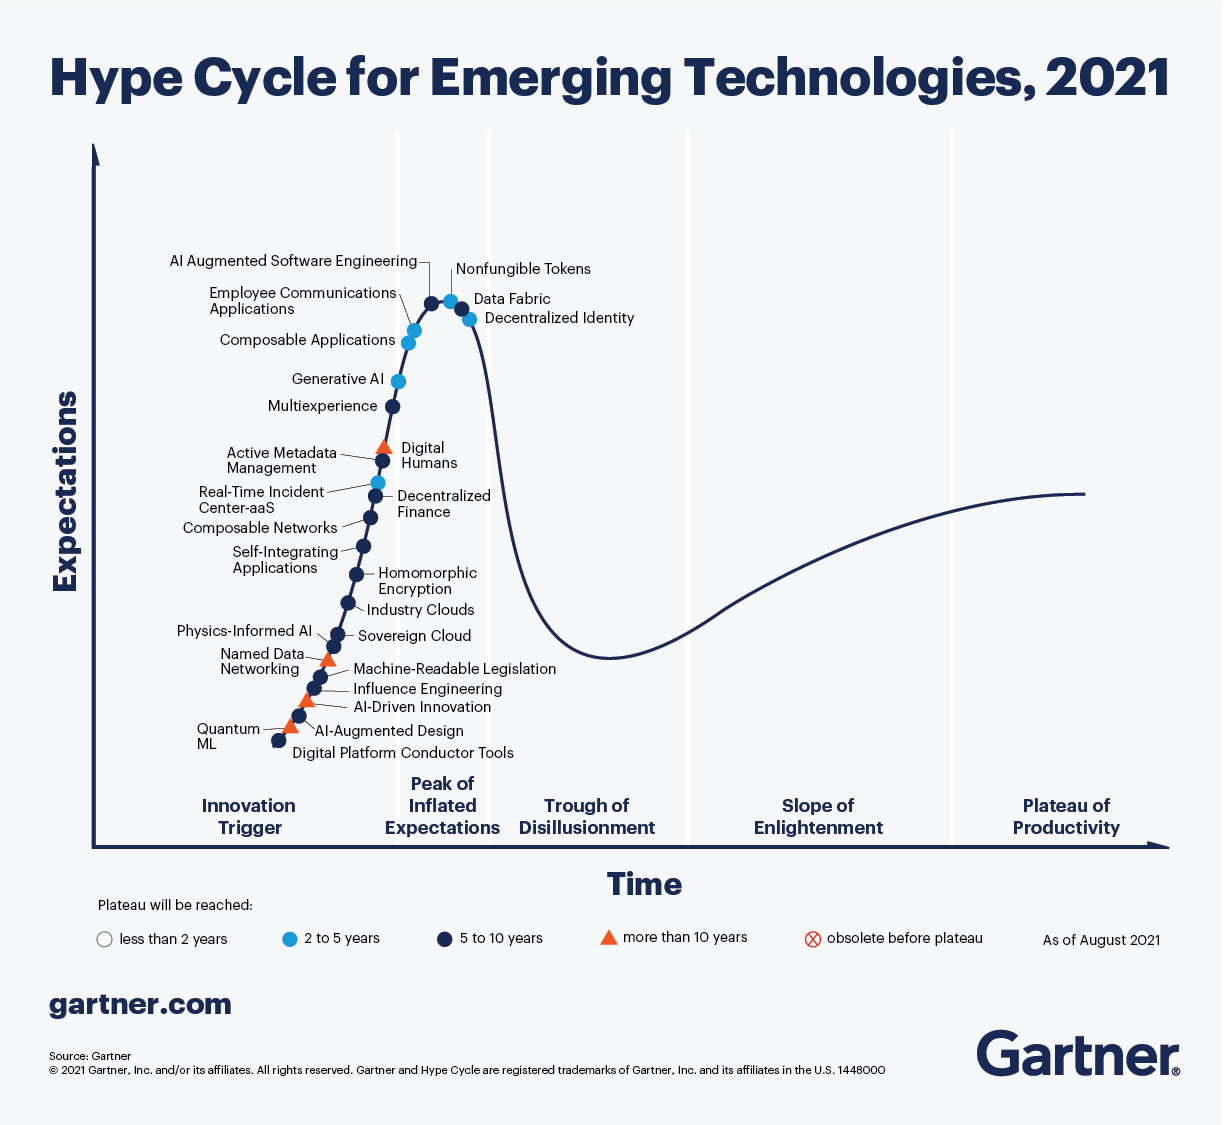 Hype Cycle for Emerging Technologies, 2021
Expectations
AI Augmented Software Engineering
Nonfungible Tokens
Employee Communications
Applications
Data Fabric
Decentralized Identity
Composable Applications
Generative AI
Multiexperience
Digital
Humans
Active Metadata
Management
Real-Time Incident
Center-aaS
Decentralized
Finance
Composable Networks
Self-Integrating
Applications
Homomorphic
Encryption
Industry Clouds
Physics-Informed AI
Sovereign Cloud
Named Data
Networking
Machine-Readable Legislation
Influence Engineering
AI-Driven Innovation
Quantum
ML
AI-Augmented Design
Digital Platform Conductor Tools
Innovation
Trigger
Peak of
Inflated
Expectations
Trough of
Disillusionment
Slope of
Enlightenment
Plateau of
Productivity
Time
Plateau will be reached:
less than 2 years
2 to 5 years
5 to 10 years
more than 10 years
obsolete before plateau
As of August 2021
gartner.com
Source: Gartner
© 2021 Gartner, Inc. and/or its affiliates. All rights reserved. Gartner and Hype Cycle are registered trademarks of Gartner, Inc. and its affiliates in the U.S. 1448000
Gartner®